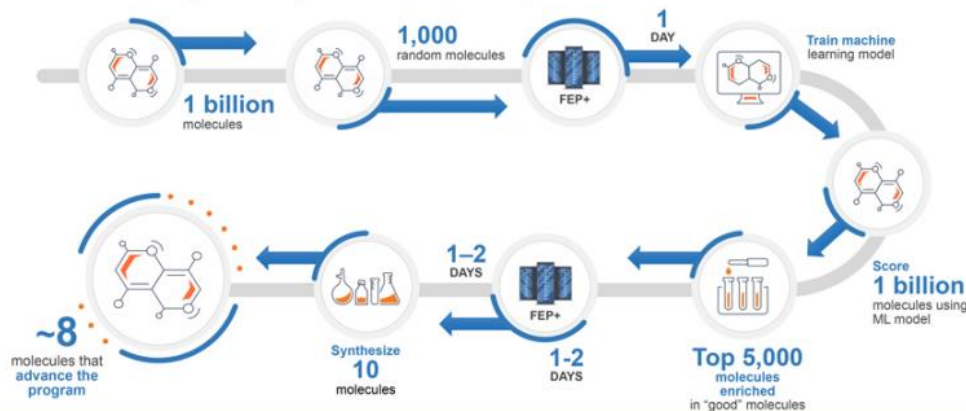 1 billion
molecules
1,000
random molecules
FEP+
1
DAY
Train machine
learning model
Score
1 billion
molecules using
ML model
Top 5,000
molecules
enriched
in "good" molecules
1–2
DAYS
FEP+
1-2
DAYS
Synthesize
10
molecules
~8
molecules that
advance the
program